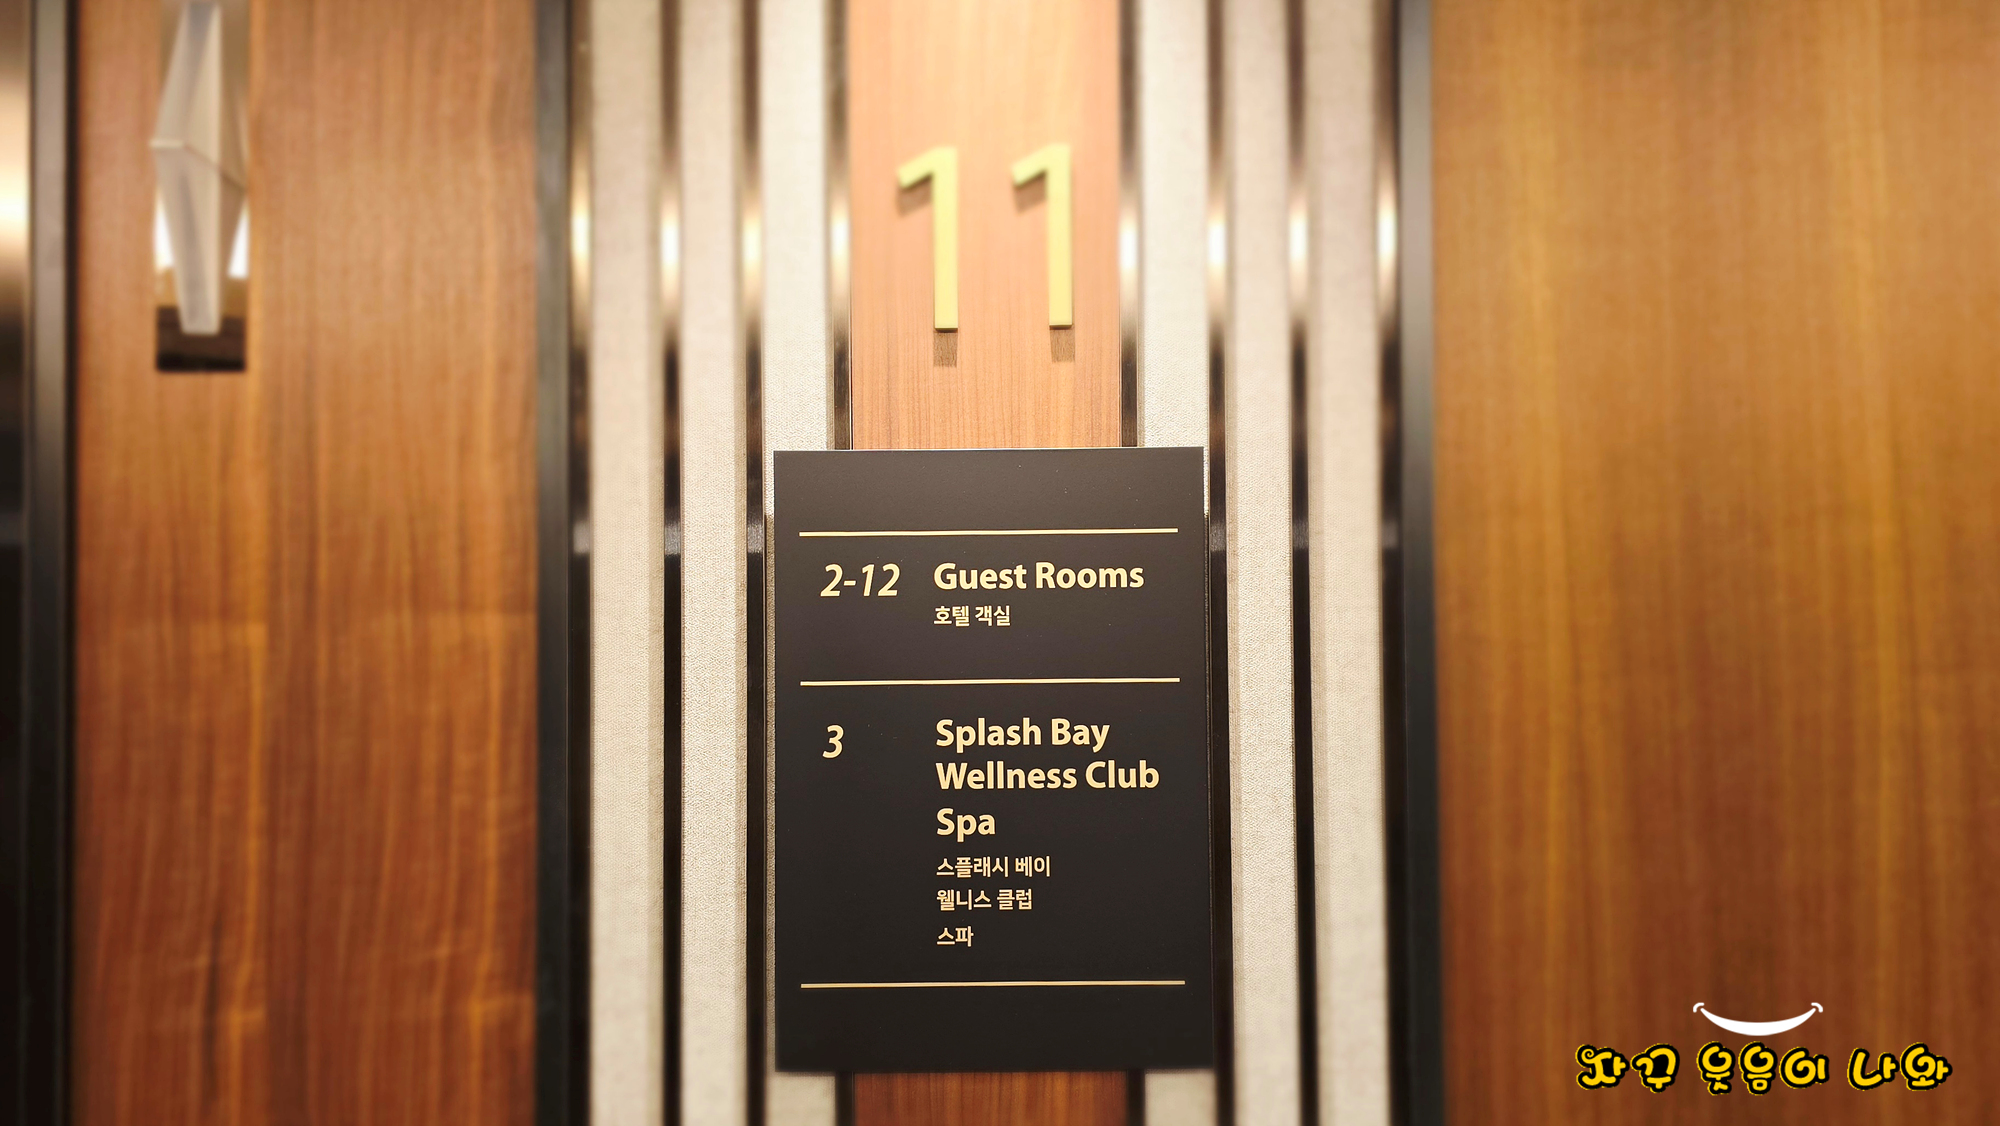 11
2-12 Guest Rooms
호텔 객실
3 Splash Bay
Wellness Club
Spa
스플래시 베이
웰니스 클럽
스파
자꾸 웃음이 나와